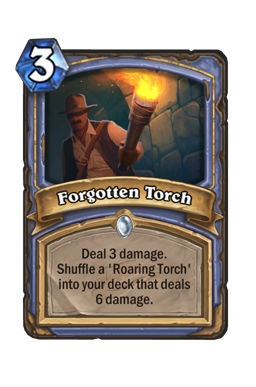 3
Forgotten Torch
Deal 3 damage.
Shuffle a 'Roaring Torch'
into your deck that deals
6 damage.